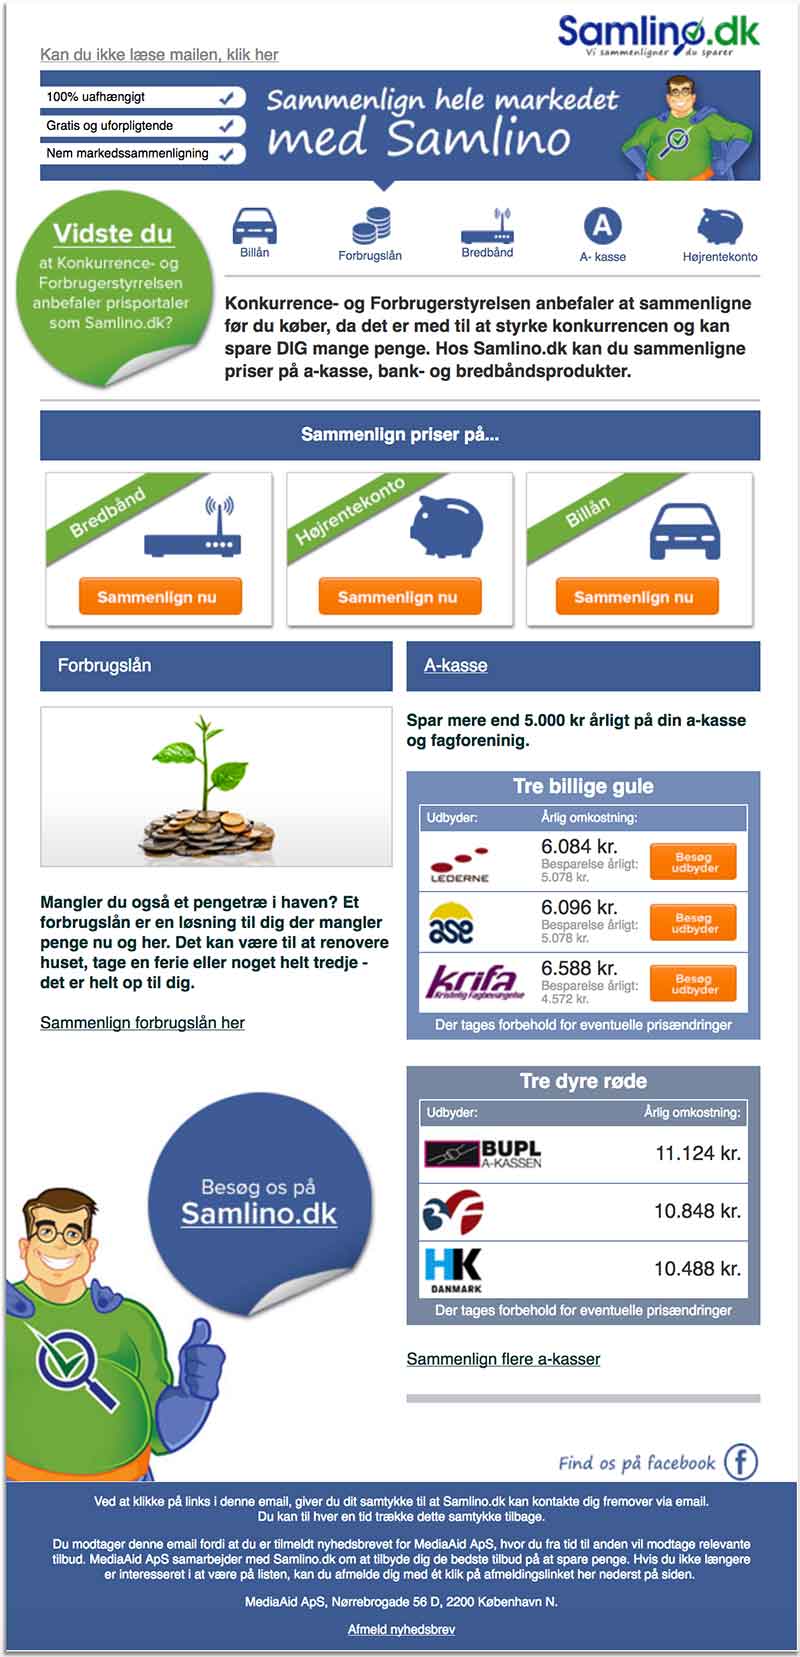 Samlino.dk
Vi sammenligner du sparer
Kan du ikke læse mailen, klik her
100% uafhængigt
Gratis og uforpligtende
Nem markedssammenligning
Sammenlign hele markedet
med Samlino
Vidste du
at Konkurrence- og
Forbrugerstyrrelsen
anbefaler prisportaler
som Samlino.dk?
Billån
Forbrugslån
Bredbånd
A
A- kasse
Højrentekonto
Konkurrence- og Forbrugerstyrelsen anbefaler at sammenligne
før du køber, da det er med til at styrke konkurrencen og kan
spare DIG mange penge. Hos Samlino.dk kan du sammenligne
priser på a-kasse, bank- og bredbåndsprodukter.
Sammenlign priser på...
Bredbånd
Sammenlign nu
Højrentekonto
Sammenlign nu
Billån
Sammenlign nu
Forbrugslån
Mangler du også et pengetræ i haven? Et
forbrugslån er en løsning til dig der mangler
penge nu og her. Det kan være til at renovere
huset, tage en ferie eller noget helt tredje -
det er helt op til dig.
Sammenlign forbrugslån her
A-kasse
Spar mere end 5.000 kr årligt på din a-kasse
og fagforeninig.
Tre billige gule
Udbyder: Årlig omkostning:
LEDERNE
6.084 kr.
Besparelse årligt:
5.078 kr.
Besøg
udbyder
ase
6.096 kr.
Besparelse årligt:
5.078 kr.
Besøg
udbyder
krifa
Kristelig Fagbevægelse
6.588 kr.
Besparelse årligt:
4.572 kr.
Besøg
udbyder
Der tages forbehold for eventuelle prisændringer
Tre dyre røde
Udbyder: Årlig omkostning:
BUPL
A-KASSEN
11.124 kr.
3F
10.848 kr.
HK
DANMARK
10.488 kr.
Der tages forbehold for eventuelle prisændringer
Sammenlign flere a-kasser
Besøg os på
Samlino.dk
Find os på facebook f
Ved at klikke på links i denne email, giver du dit samtykke til at Samlino.dk kan kontakte dig fremover via email.
Du kan til hver en tid trække dette samtykke tilbage.
Du modtager denne email fordi at du er tilmeldt nyhedsbrevet for MediaAid ApS, hvor du fra tid til anden vil modtage relevante
tilbud. MediaAid ApS samarbejder med Samlino.dk om at tilbyde dig de bedste tilbud på at spare penge. Hvis du ikke længere
er interesseret i at være på listen, kan du afmelde dig med ét klik på afmeldingslinket her nederst på siden.
MediaAid ApS, Nørrebrogade 56 D, 2200 København N.
Afmeld nyhedsbrev